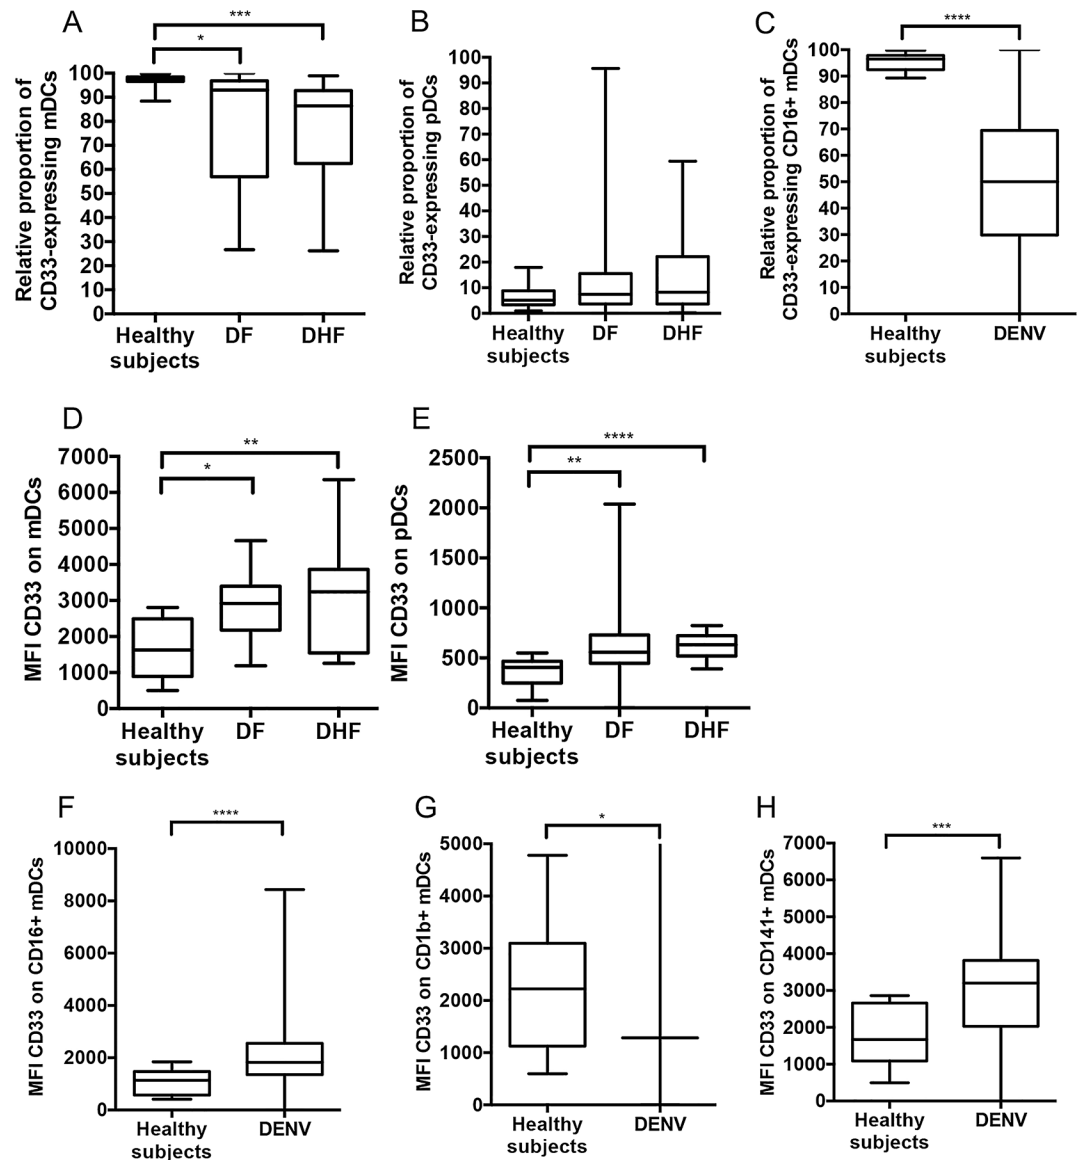 A
***
*
Relative proportion of
CD33-expressing mDCs
100
90
80
70
60
50
40
30
20
10
0
Healthy
subjects
DF
DHF
B
Relative proportion of
CD33-expressing pDCs
100
90
80
70
60
50
40
30
20
10
0
Healthy
subjects
DF
DHF
C
****
Relative proportion of
CD33-expressing CD16+ mDCs
100
90
80
70
60
50
40
30
20
10
0
Healthy
subjects
DENV
D
**
*
MFI CD33 on mDCs
7000
6000
5000
4000
3000
2000
1000
0
Healthy
subjects
DF
DHF
E
****
**
MFI CD33 on pDCs
2500
2000
1500
1000
500
0
Healthy
subjects
DF
DHF
F
****
MFI CD33 on CD16+ mDCs
10000
8000
6000
4000
2000
0
Healthy
subjects
DENV
G
*
MFI CD33 on CD1b+ mDCs
5000
4000
3000
2000
1000
0
Healthy
subjects
DENV
H
***
MFI CD33 on CD141+ mDCs
7000
6000
5000
4000
3000
2000
1000
0
Healthy
subjects
DENV